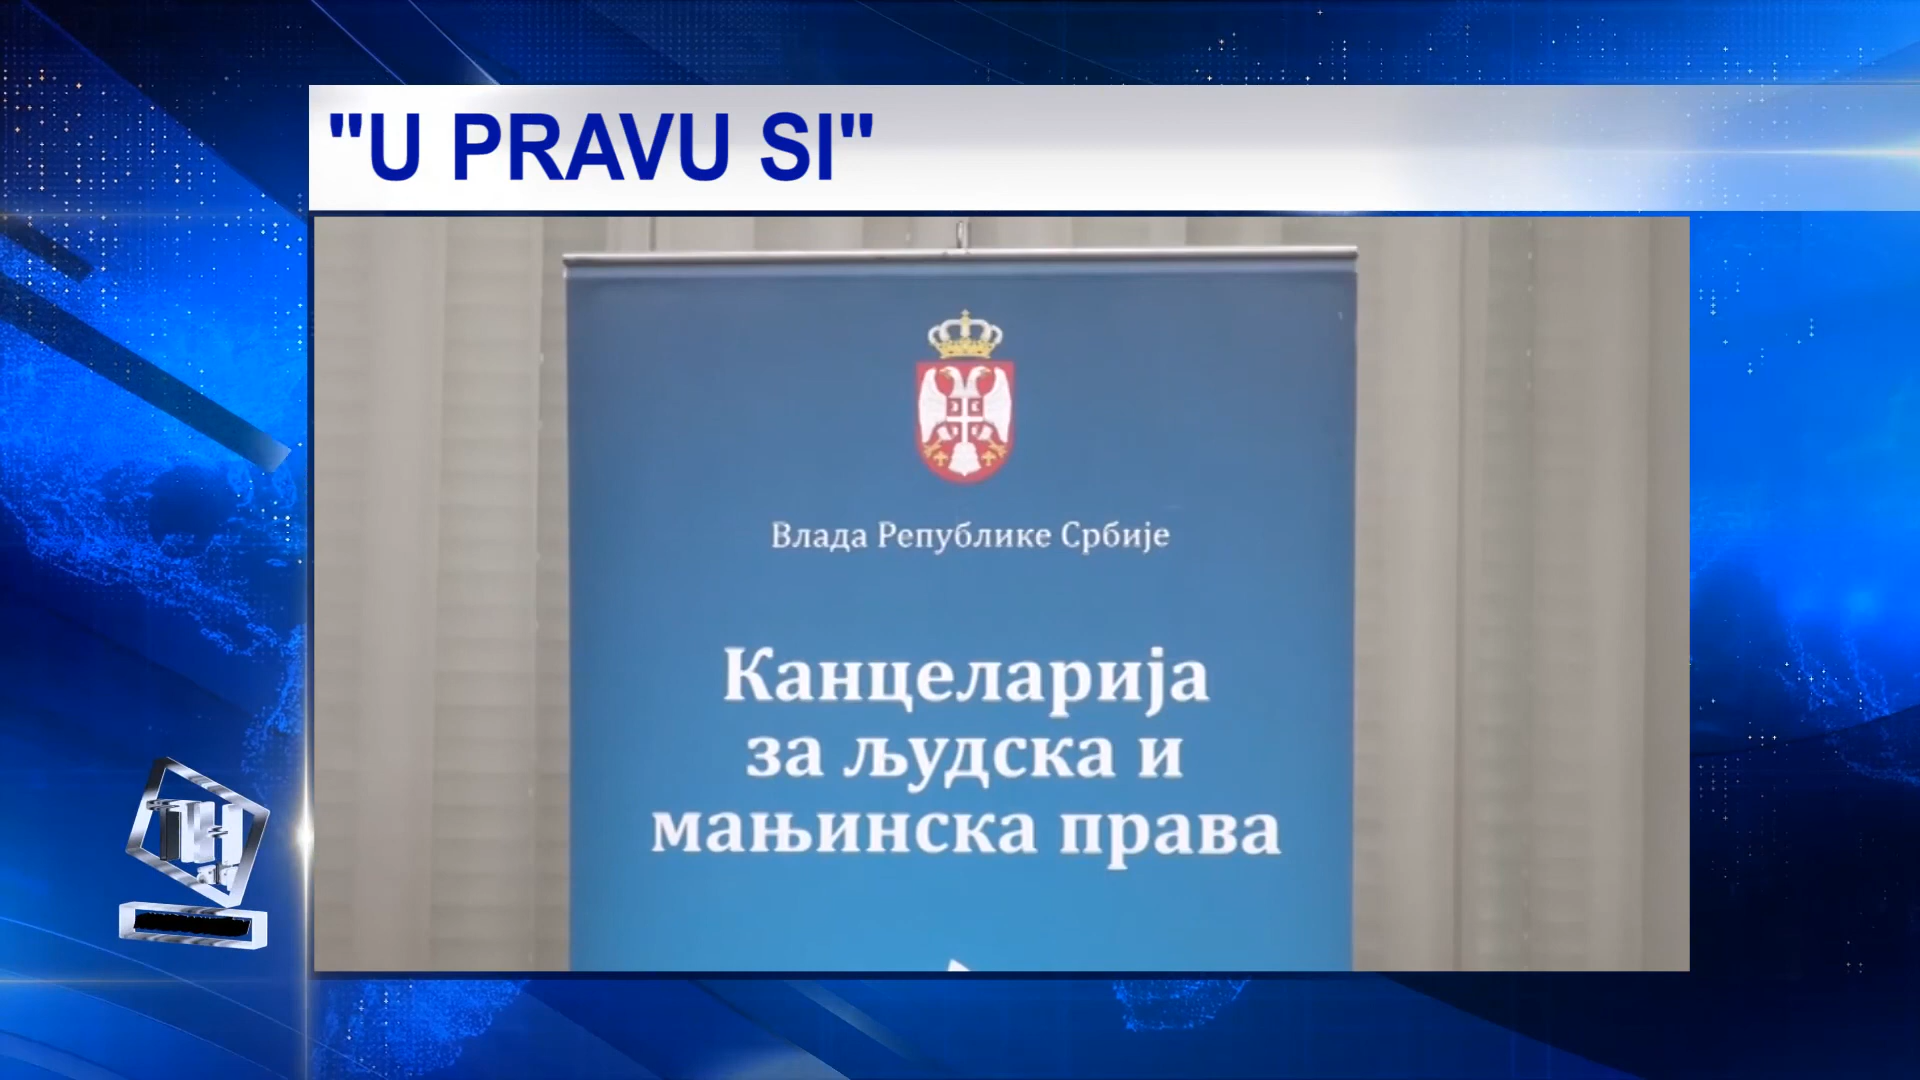 "U PRAVU SI"
Влада Републике Србије
Канцеларија
за људска и
мањинска права